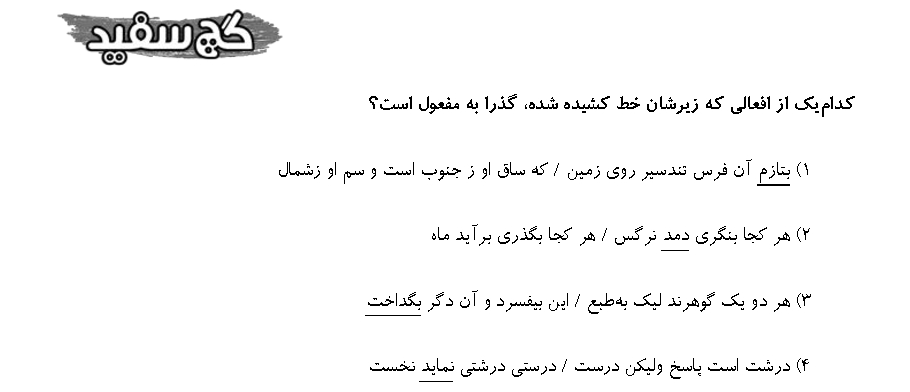 گچ سفید
کدام‌یک از افعالی که زیرشان خط کشیده شده، گذرا به مفعول است؟
۱) بتازم آن فرس تندسیر روی زمین / که ساق او ز جنوب است و سم او زشمال
۲) هر کجا بنگری دمد نرگس / هر کجا بگذری برآید ماه
۳) هر دو یک گوهرند لیک به‌طبع / این بیفسرد و آن دگر بگداخت
۴) درشت است پاسخ ولیکن درست / درستی درشتی نماید نخست